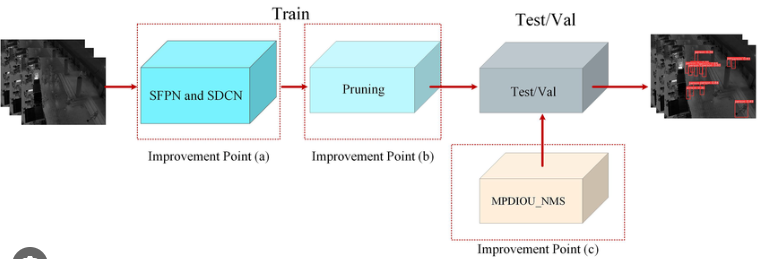 Train
Test/Val
SFPN and SDCN
Pruning
Test/Val
Improvement Point (a)
Improvement Point (b)
MPDIOU_NMS
Improvement Point (c)